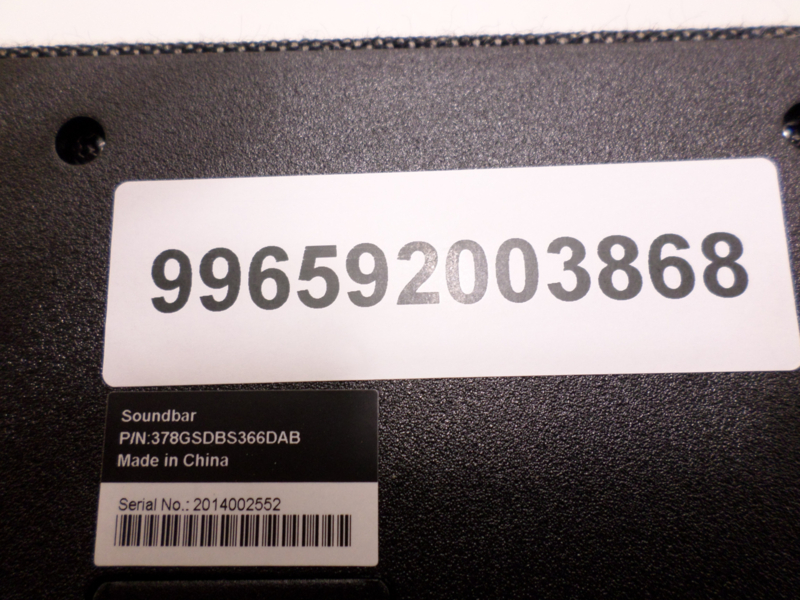 996592003868
Soundbar
P/N:378GSDBS366DAB
Made in China
Serial No.: 2014002552